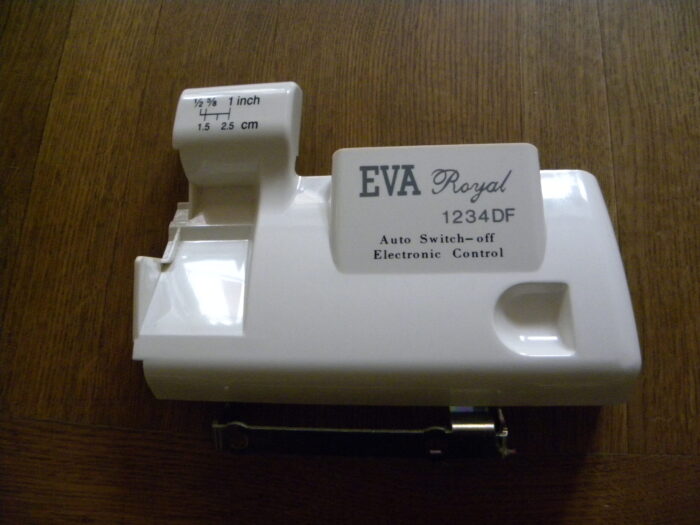 ½ ⅝ 1 inch
1.5 2.5 cm
EVA Royal
1234DF
Auto Switch-off
Electronic Control